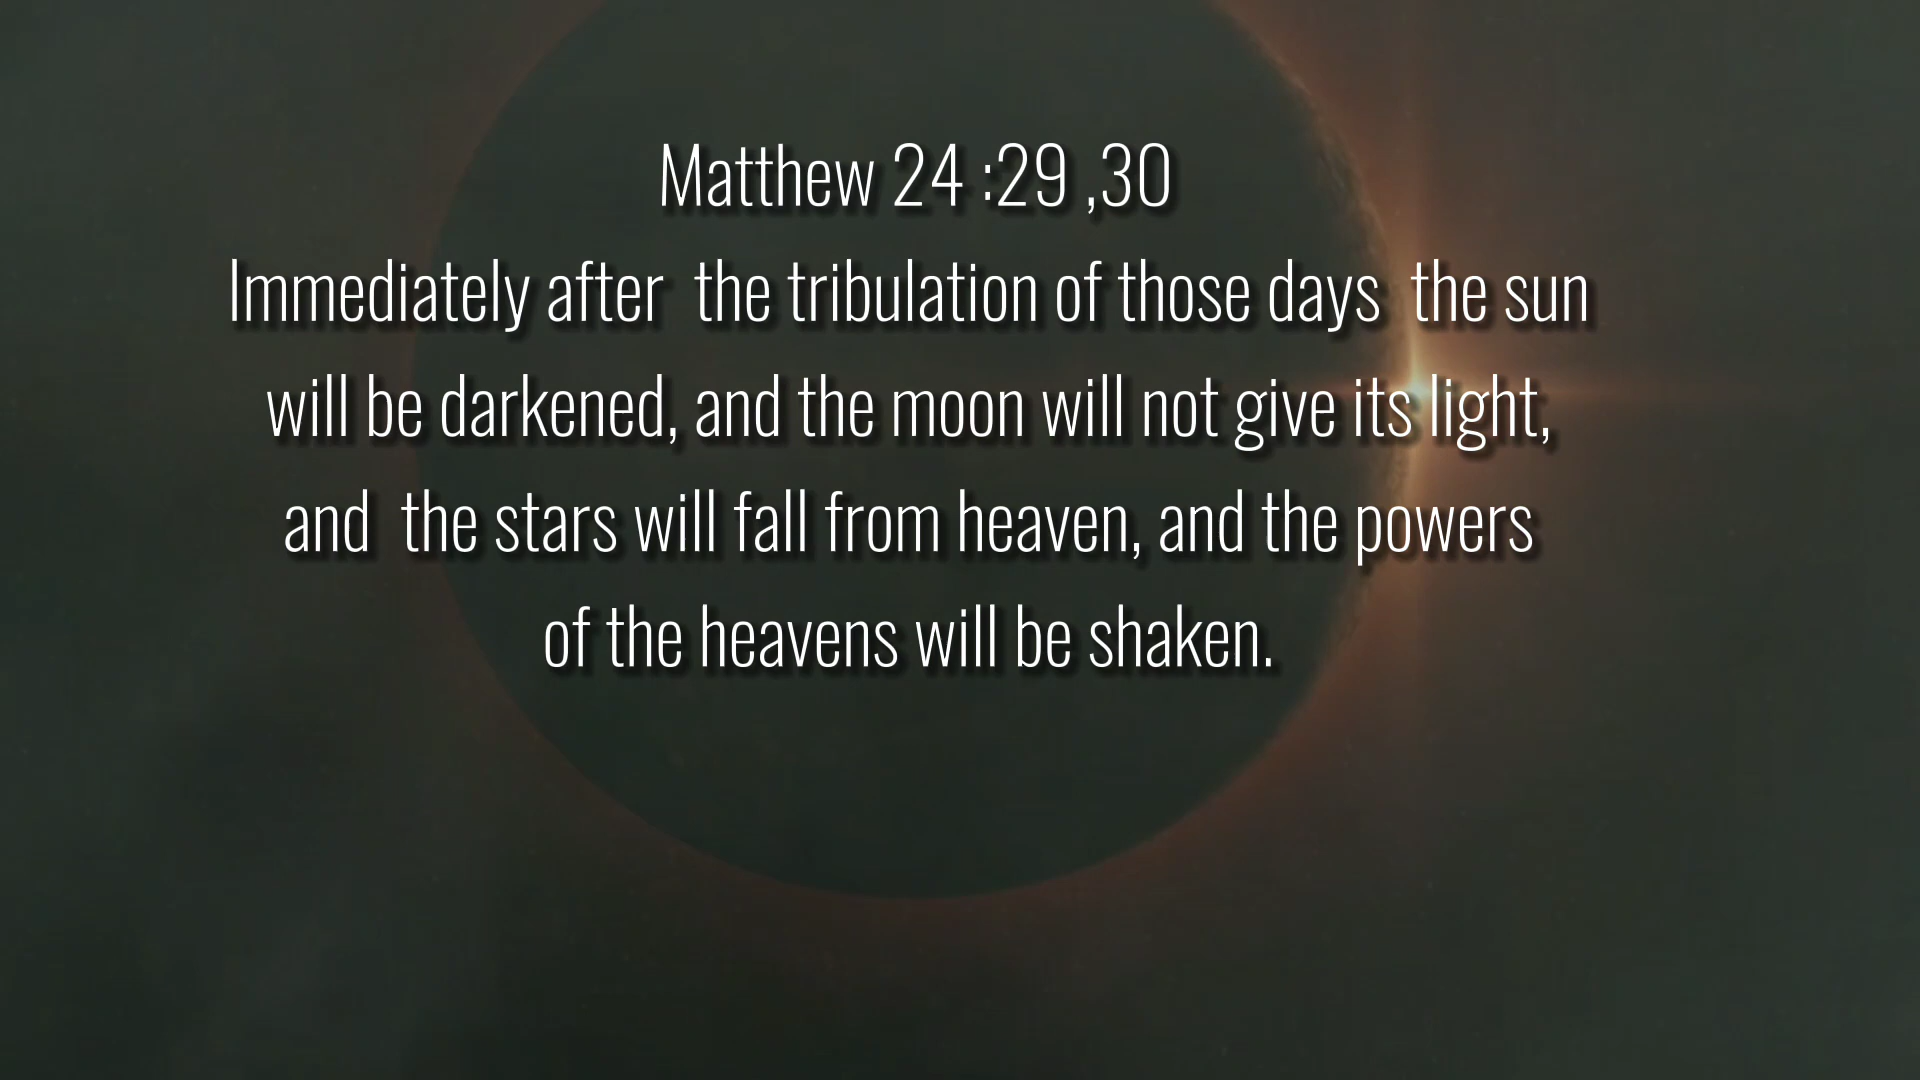 Matthew 24 :29 ,30
Immediately after  the tribulation of those days  the sun
will be darkened, and the moon will not give its light,
and  the stars will fall from heaven, and the powers
of the heavens will be shaken.